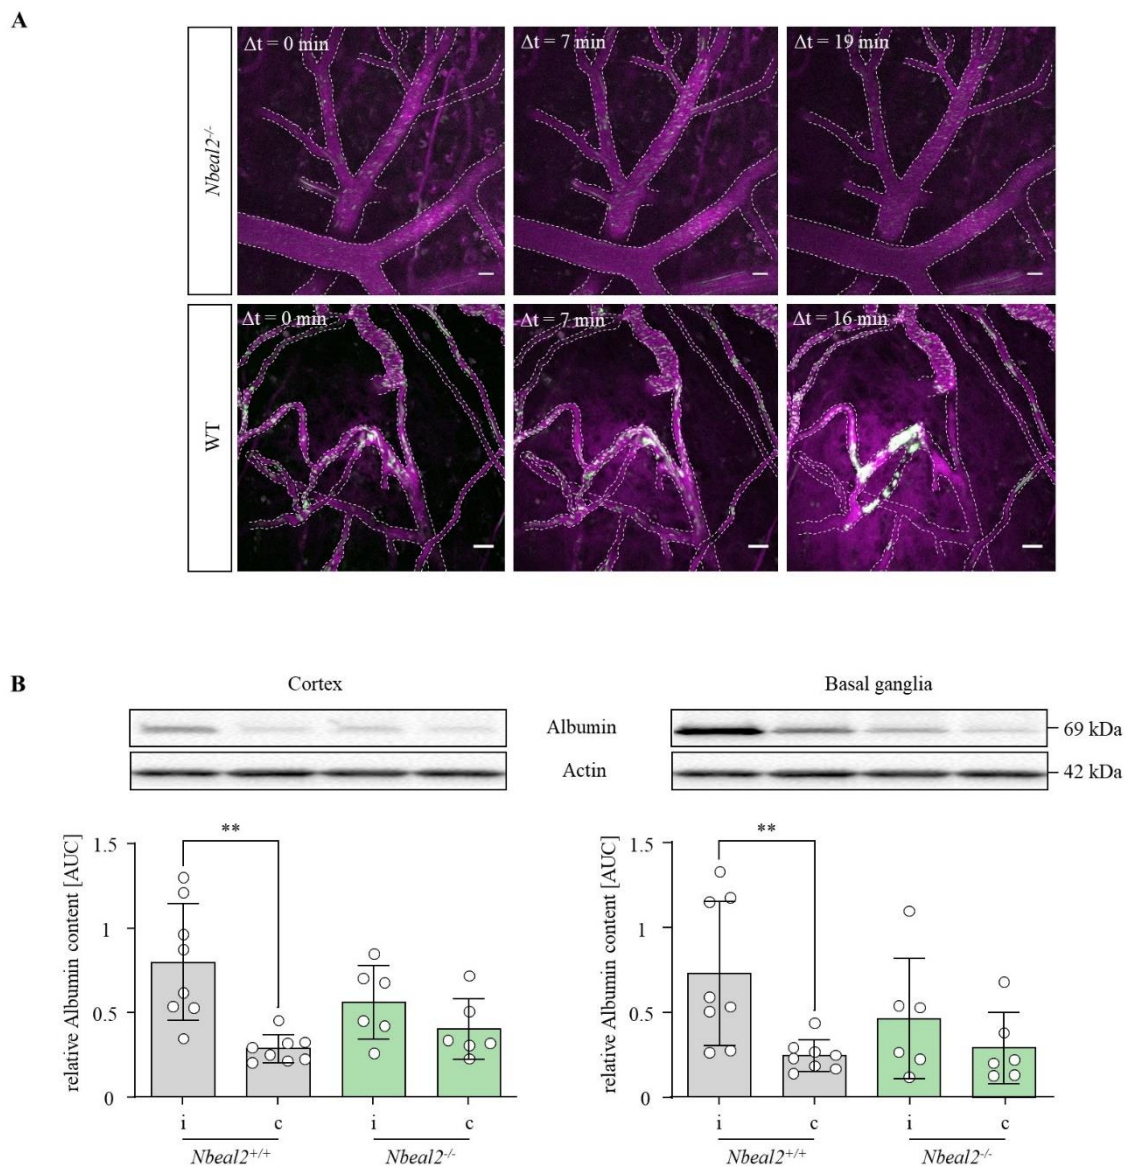 A
Nbeal2-/-
Δt = 0 min
Δt = 7 min
Δt = 19 min
WT
Δt = 0 min
Δt = 7 min
Δt = 16 min
B
Cortex
Basal ganglia
Albumin
69 kDa
Actin
42 kDa
relative Albumin content [AUC]
1.5
1
0.5
0
**
i
c
i
c
Nbeal2+/+
Nbeal2-/-
relative Albumin content [AUC]
1.5
1
0.5
0
**
i
c
i
c
Nbeal2+/+
Nbeal2-/-